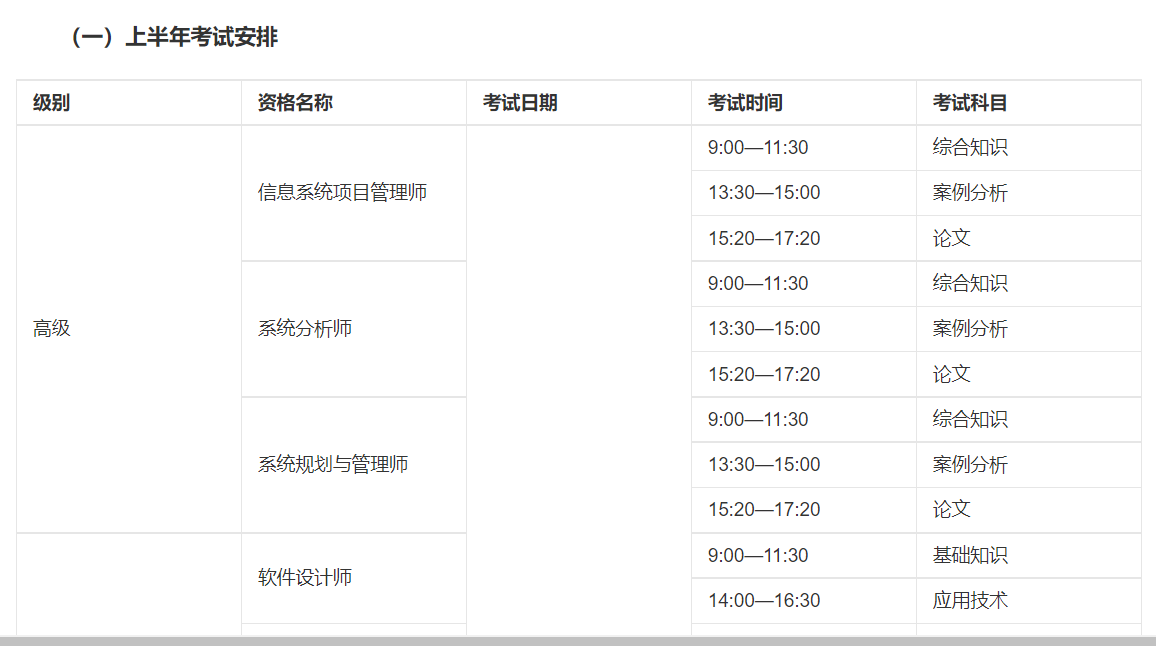 （一）上半年考试安排
级别 资格名称 考试日期 考试时间 考试科目
9:00—11:30 综合知识
信息系统项目管理师 13:30—15:00 案例分析
15:20—17:20 论文
9:00—11:30 综合知识
高级 系统分析师 13:30—15:00 案例分析
15:20—17:20 论文
9:00—11:30 综合知识
系统规划与管理师 13:30—15:00 案例分析
15:20—17:20 论文
9:00—11:30 基础知识
软件设计师
14:00—16:30 应用技术